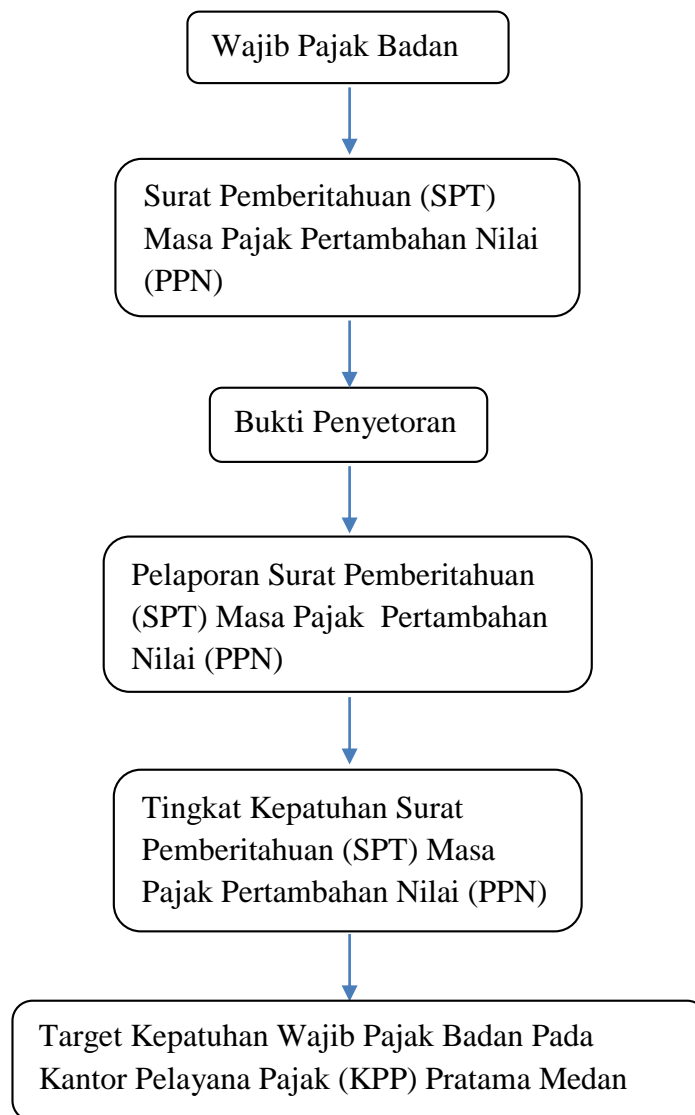 Wajib Pajak Badan
Surat Pemberitahuan (SPT)
Masa Pajak Pertambahan Nilai
(PPN)
Bukti Penyetoran
Pelaporan Surat Pemberitahuan
(SPT) Masa Pajak Pertambahan
Nilai (PPN)
Tingkat Kepatuhan Surat
Pemberitahuan (SPT) Masa
Pajak Pertambahan Nilai (PPN)
Target Kepatuhan Wajib Pajak Badan Pada
Kantor Pelayana Pajak (KPP) Pratama Medan